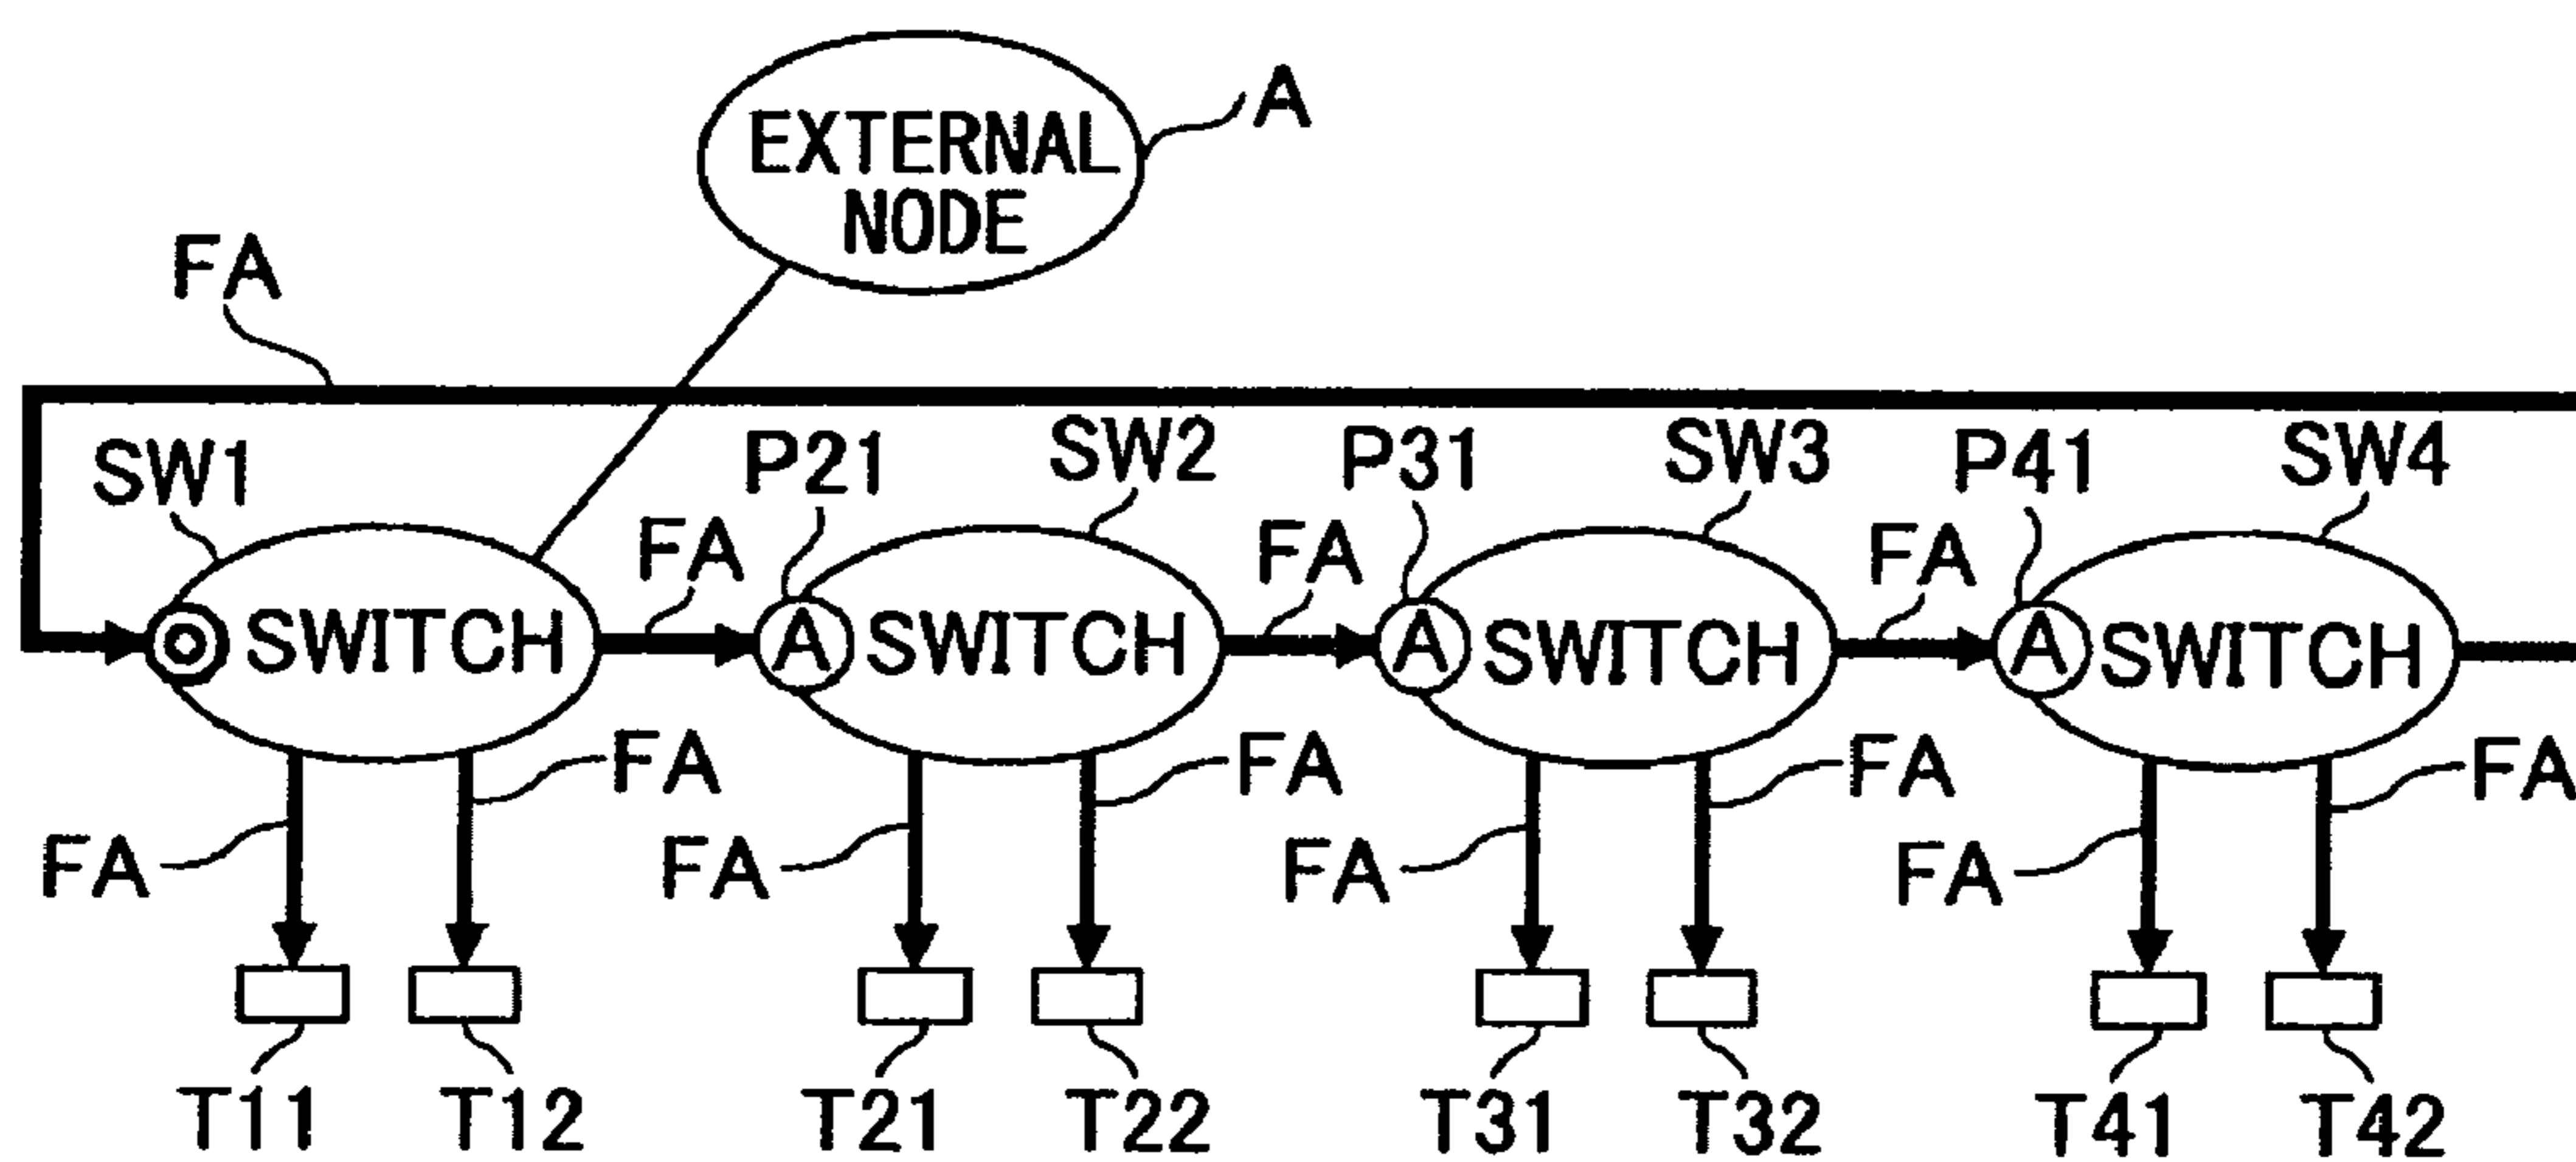 EXTERNAL
NODE
A
FA
SW1
P21
SW2
P31
SW3
P41
SW4
FA
FA
FA
SWITCH
A
SWITCH
A
SWITCH
A
SWITCH
FA
FA
FA
FA
FA
FA
FA
FA
T11
T12
T21
T22
T31
T32
T41
T42